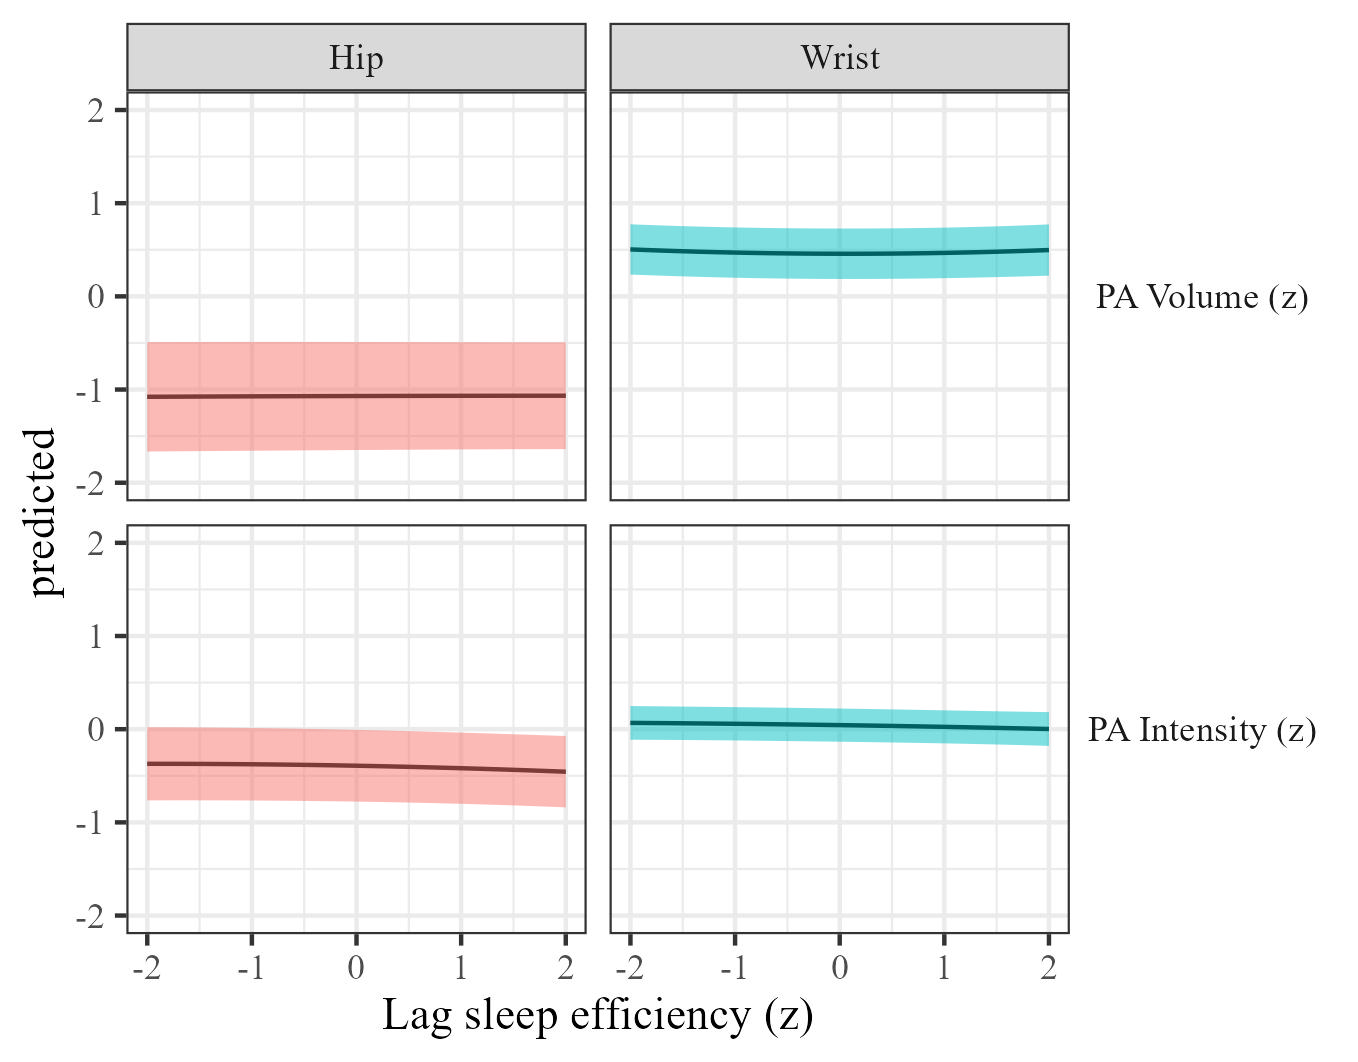 Hip Wrist
2
1
0
-1
-2
PA Volume (z)
predicted
2
1
0
-1
-2
PA Intensity (z)
-2 -1 0 1 2 -2 -1 0 1 2
Lag sleep efficiency (z)